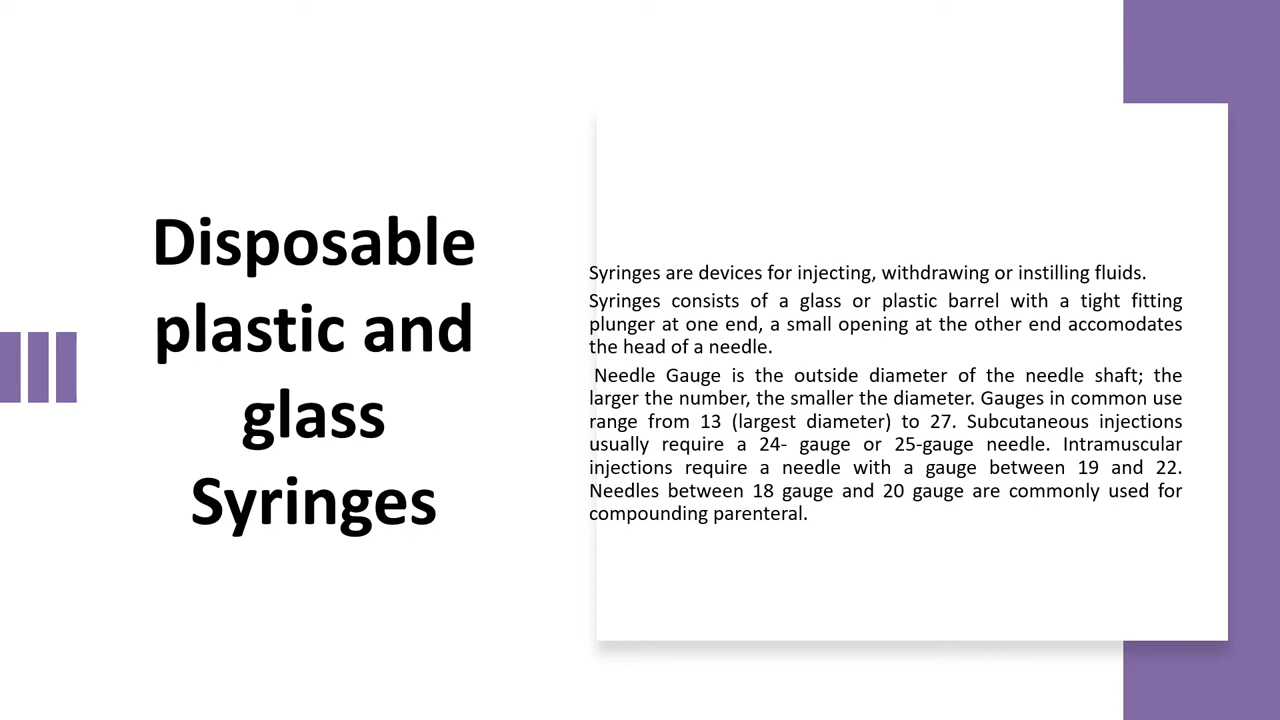 Disposable
plastic and
glass
Syringes
Syringes are devices for injecting, withdrawing or instilling fluids.
Syringes consists of a glass or plastic barrel with a tight fitting
plunger at one end, a small opening at the other end accomodates
the head of a needle.
Needle Gauge is the outside diameter of the needle shaft; the
larger the number, the smaller the diameter. Gauges in common use
range from 13 (largest diameter) to 27. Subcutaneous injections
usually require a 24- gauge or 25-gauge needle. Intramuscular
injections require a needle with a gauge between 19 and 22.
Needles between 18 gauge and 20 gauge are commonly used for
compounding parenteral.